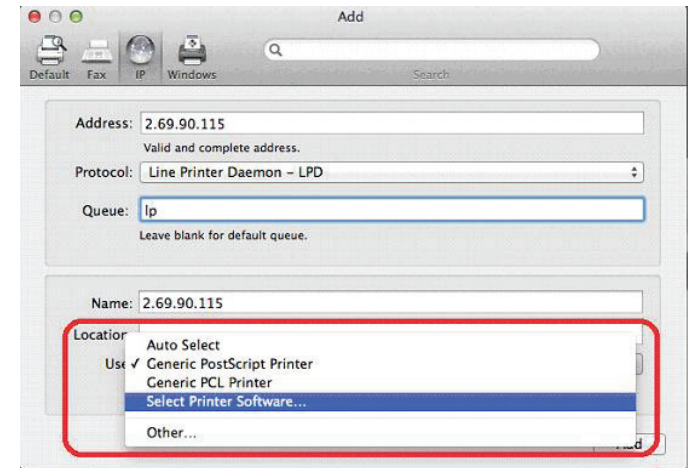 Add
Default Fax IP Windows Search
Address: 2.69.90.115
Valid and complete address.
Protocol: Line Printer Daemon – LPD
Queue: lp
Leave blank for default queue.
Name: 2.69.90.115
Location
Auto Select
Use ✓ Generic PostScript Printer
Generic PCL Printer
Select Printer Software...
Other...
Add